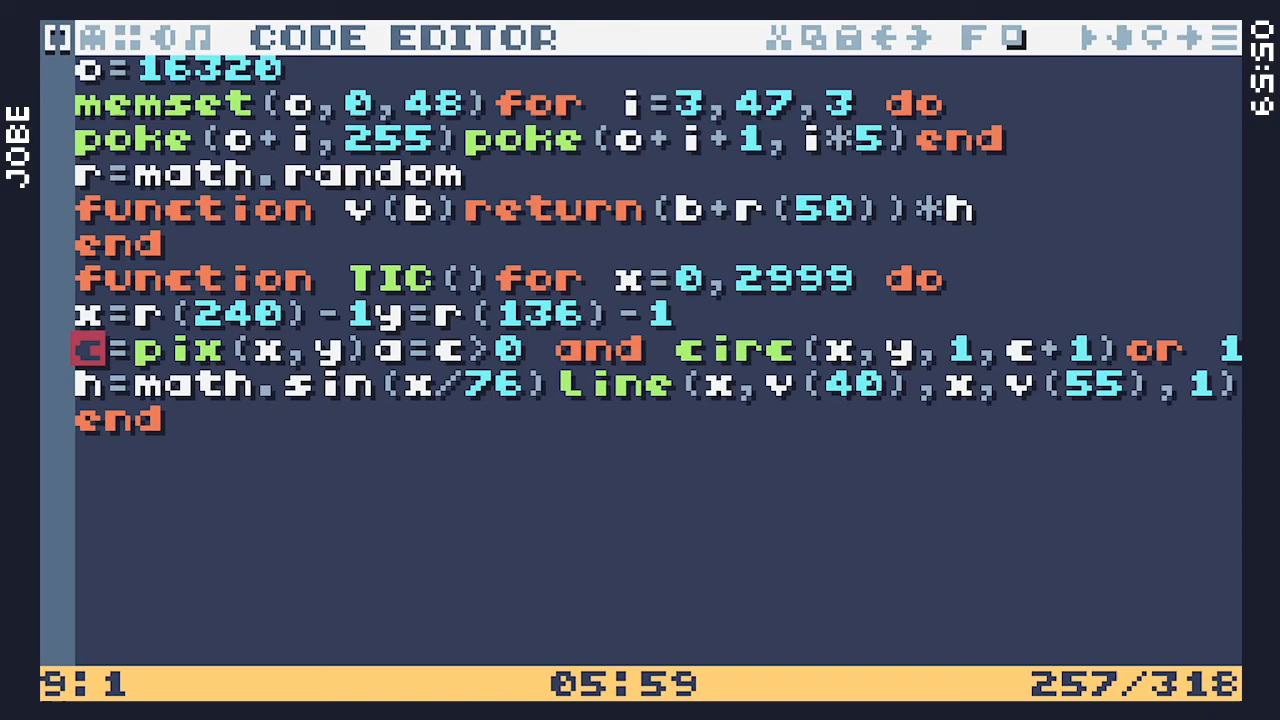 CODE EDITOR
F
JOBE
05:59
o=16320
memset(o,0,48)for i=3,47,3 do
poke(o+i,255)poke(o+i+1,i*5)end
r=math.random
function v(b)return(b+r(50))*h
end
function TIC()for x=0,2999 do
x=r(240)-1y=r(136)-1
c=pix(x,y)a=c>0 and circ(x,y,1,c+1)or 1
h=math.sin(x/76)line(x,v(40),x,v(55),1)
end
9:1 05:59 257/318